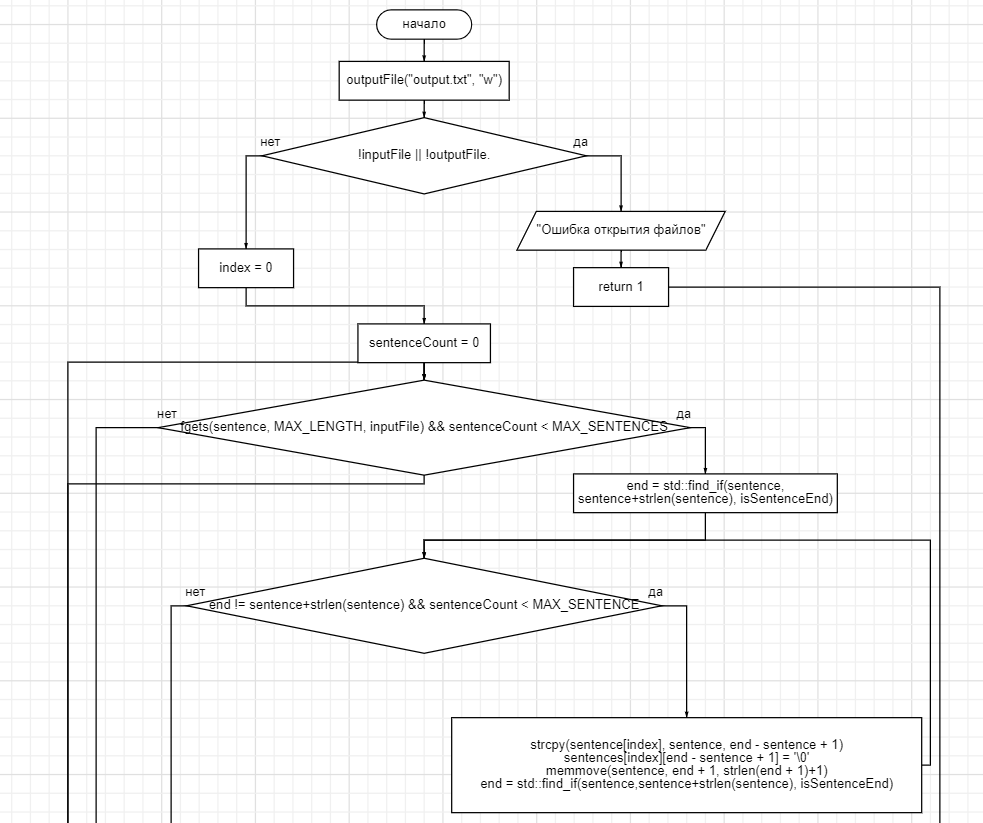 начало
outputFile("output.txt", "w")
нет
да
!inputFile || !outputFile.
"Ошибка открытия файлов"
index = 0
return 1
sentenceCount = 0
нет
да
fgets(sentence, MAX_LENGTH, inputFile) && sentenceCount < MAX_SENTENCES
end = std::find_if(sentence,
sentence+strlen(sentence), isSentenceEnd)
нет
да
end != sentence+strlen(sentence) && sentenceCount < MAX_SENTENCE
strcpy(sentence[index], sentence, end - sentence + 1)
sentences[index][end - sentence + 1] = '\0'
memmove(sentence, end + 1, strlen(end + 1)+1)
end = std::find_if(sentence,sentence+strlen(sentence), isSentenceEnd)